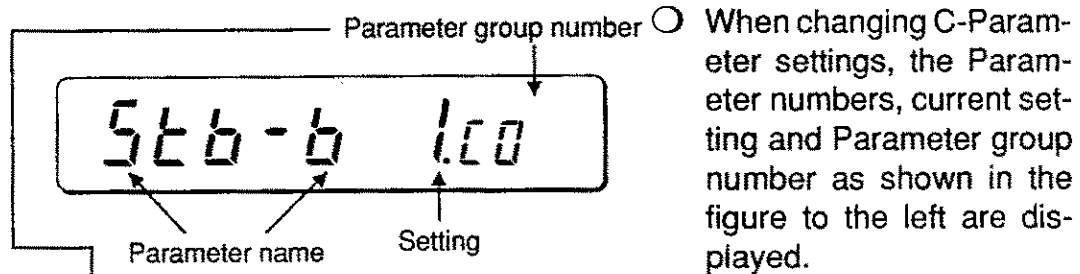 Parameter group number
Stb-b 1.co
Parameter name
Setting
○ When changing C-Param-
eter settings, the Param-
eter numbers, current set-
ting and Parameter group
number as shown in the
figure to the left are dis-
played.